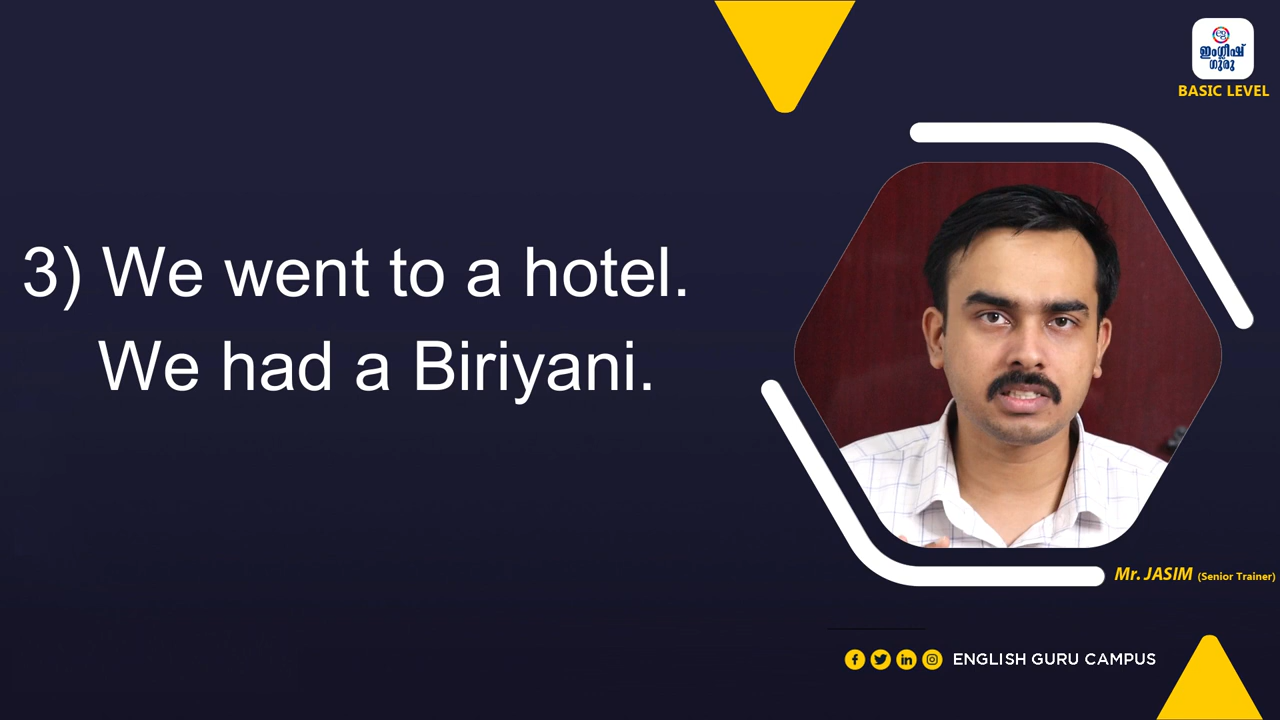 ഇംഗ്ലീഷ്
ഗുരു
BASIC LEVEL
3) We went to a hotel.
We had a Biriyani.
Mr. JASIM (Senior Trainer)
ENGLISH GURU CAMPUS